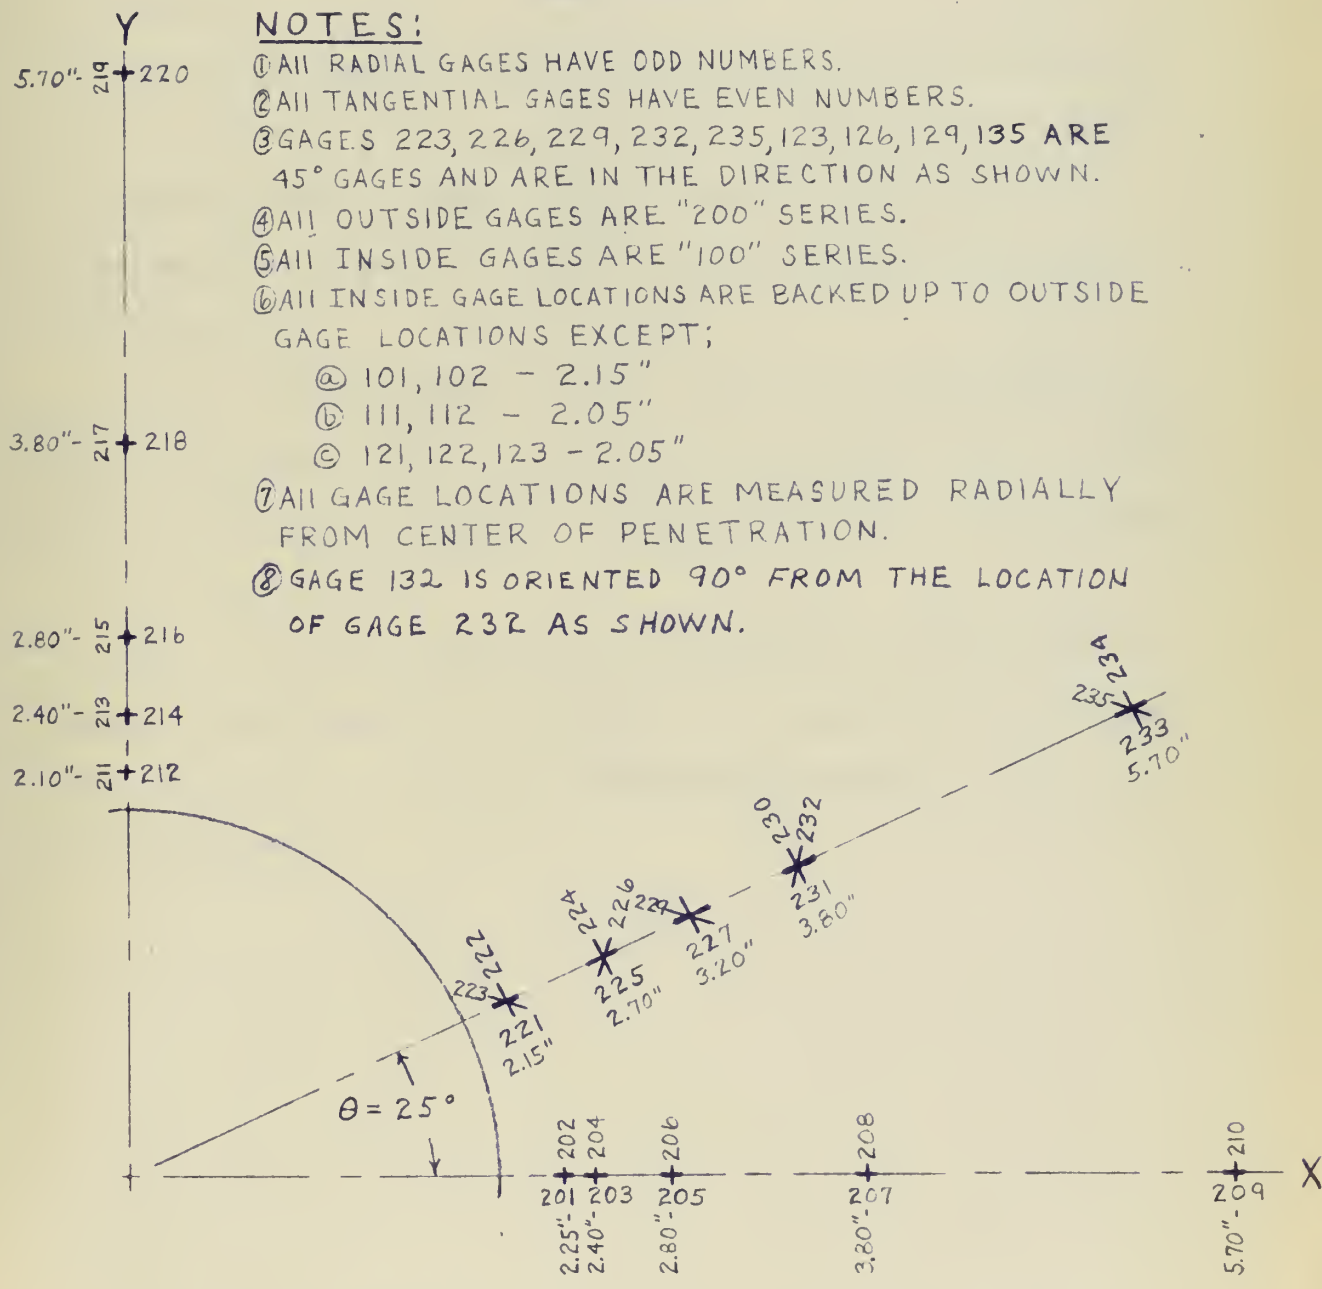 Y
NOTES:
① All RADIAL GAGES HAVE ODD NUMBERS.
② All TANGENTIAL GAGES HAVE EVEN NUMBERS.
③ GAGES 223, 226, 229, 232, 235, 123, 126, 129, 135 ARE
45° GAGES AND ARE IN THE DIRECTION AS SHOWN.
④ All OUTSIDE GAGES ARE "200" SERIES.
⑤ All INSIDE GAGES ARE "100" SERIES.
⑥ All INSIDE GAGE LOCATIONS ARE BACKED UP TO OUTSIDE
GAGE LOCATIONS EXCEPT;
ⓐ 101, 102 - 2.15"
ⓑ 111, 112 - 2.05"
ⓒ 121, 122, 123 - 2.05"
⑦ All GAGE LOCATIONS ARE MEASURED RADIALLY
FROM CENTER OF PENETRATION.
⑧ GAGE 132 IS ORIENTED 90° FROM THE LOCATION
OF GAGE 232 AS SHOWN.
5.70"- 219 220
3.80"- 217 218
2.80"- 215 216
2.40"- 213 214
2.10"- 211 212
234
235
233
5.70"
230
232
231
3.80"
229
227
3.20"
224
226
225
2.70"
222
223
221
2.15"
θ = 25°
202
204
206
208
210
X
2.25"- 201
2.40"- 203
2.80"- 205
3.80"- 207
5.70"- 209